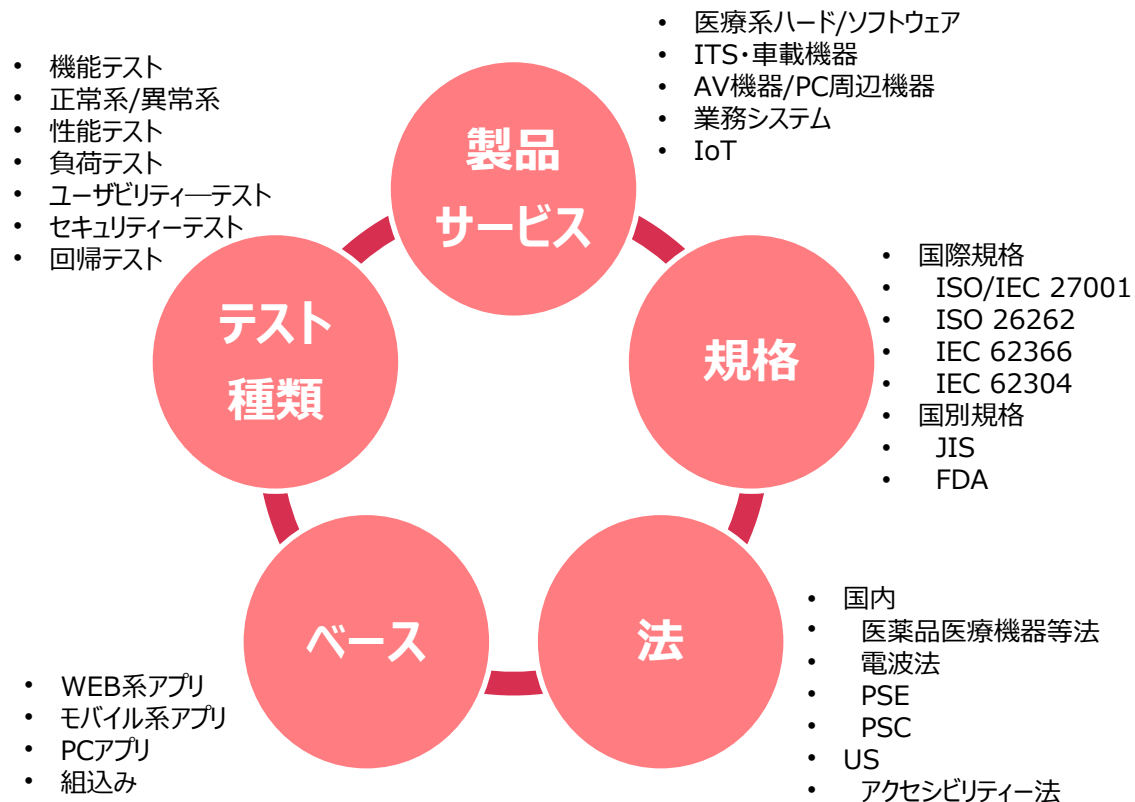 • 医療系ハード/ソフトウェア
• ITS・車載機器
• AV機器/PC周辺機器
• 業務システム
• IoT
• 機能テスト
• 正常系/異常系
• 性能テスト
• 負荷テスト
• ユーザビリティ―テスト
• セキュリティーテスト
• 回帰テスト
製品
サービス
テスト
種類
規格
• 国際規格
• ISO/IEC 27001
• ISO 26262
• IEC 62366
• IEC 62304
• 国別規格
• JIS
• FDA
ベース
法
• WEB系アプリ
• モバイル系アプリ
• PCアプリ
• 組込み
• 国内
• 医薬品医療機器等法
• 電波法
• PSE
• PSC
• US
• アクセシビリティー法